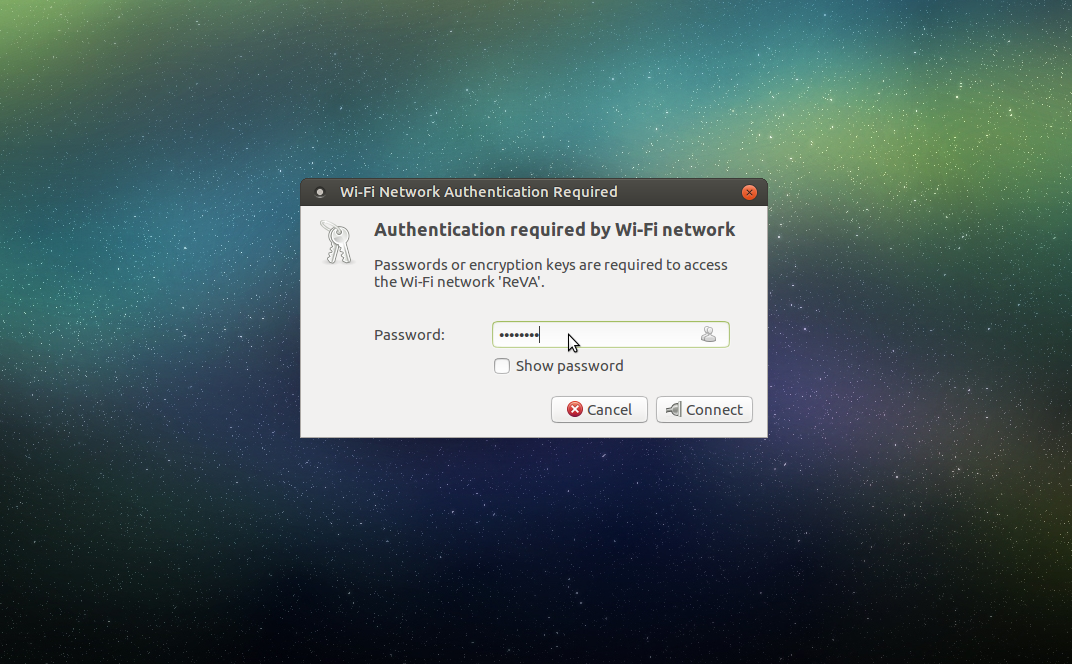 Wi-Fi Network Authentication Required
Authentication required by Wi-Fi network
Passwords or encryption keys are required to access
the Wi-Fi network 'ReVA'.
Password: ••••••••
Show password
Cancel Connect